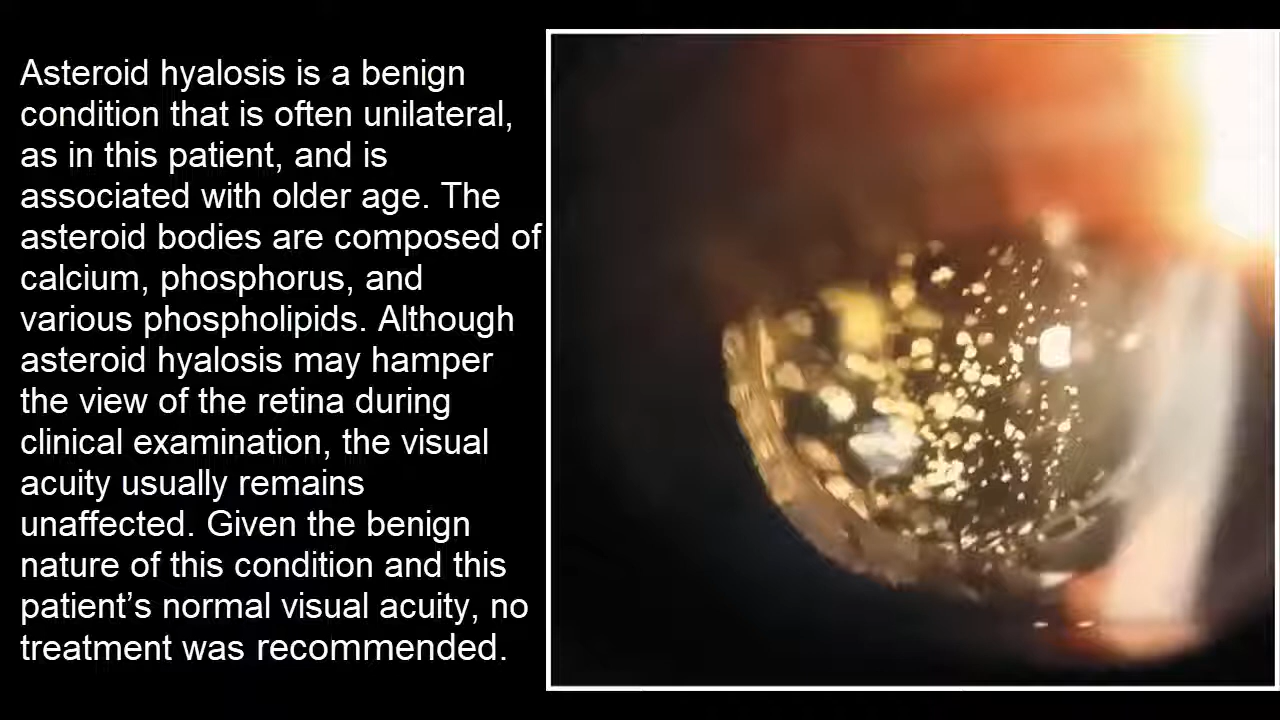 Asteroid hyalosis is a benign
condition that is often unilateral,
as in this patient, and is
associated with older age. The
asteroid bodies are composed of
calcium, phosphorus, and
various phospholipids. Although
asteroid hyalosis may hamper
the view of the retina during
clinical examination, the visual
acuity usually remains
unaffected. Given the benign
nature of this condition and this
patient’s normal visual acuity, no
treatment was recommended.